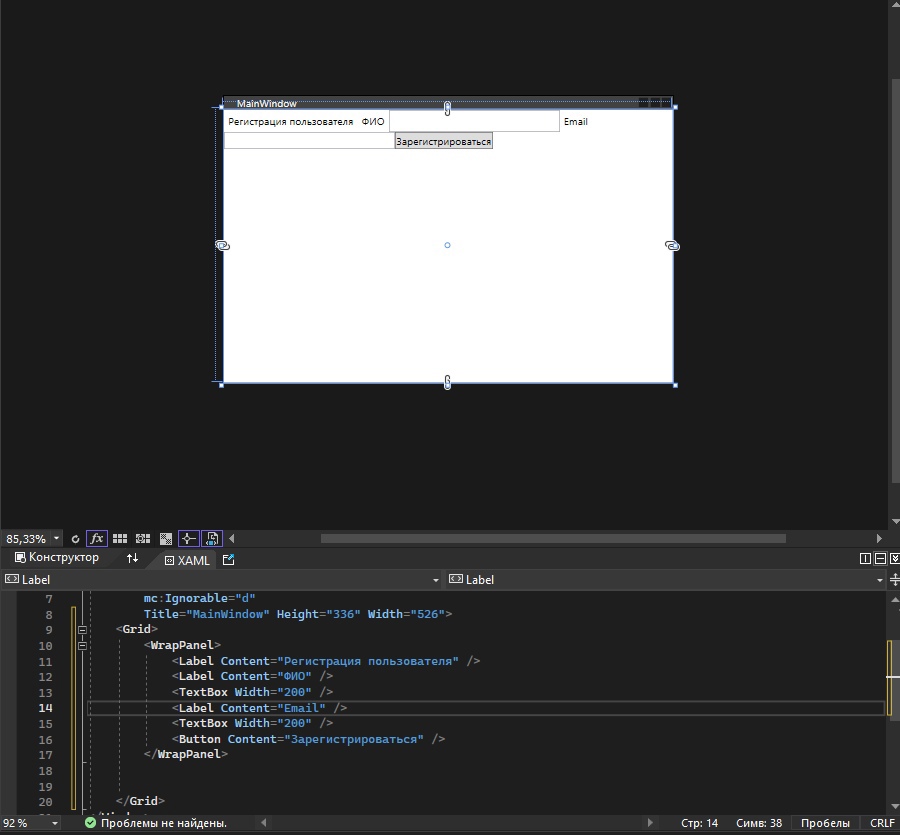 MainWindow
Регистрация пользователя ФИО Email
Зарегистрироваться
85,33% fx
Конструктор XAML
Label Label
7 mc:Ignorable="d"
8 Title="MainWindow" Height="336" Width="526">
9 <Grid>
10 <WrapPanel>
11 <Label Content="Регистрация пользователя" />
12 <Label Content="ФИО" />
13 <TextBox Width="200" />
14 <Label Content="Email" />
15 <TextBox Width="200" />
16 <Button Content="Зарегистрироваться" />
17 </WrapPanel>
18
19
20 </Grid>
92 % Проблемы не найдены. Стр: 14 Симв: 38 Пробелы CRLF